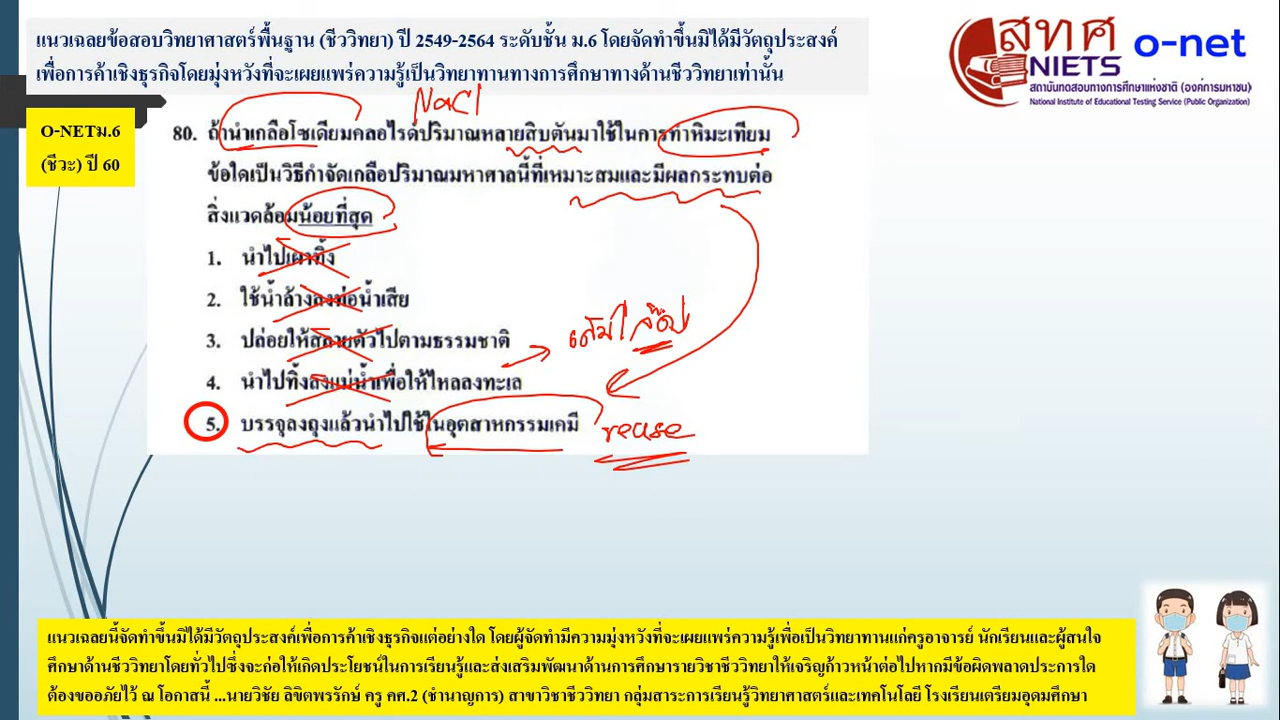 แนวเฉลยข้อสอบวิทยาศาสตร์พื้นฐาน (ชีววิทยา) ปี 2549-2564 ระดับชั้น ม.6 โดยจัดทำขึ้นมิได้มีวัตถุประสงค์
เพื่อการค้าเชิงธุรกิจโดยมุ่งหวังที่จะเผยแพร่ความรู้เป็นวิทยาทานทางการศึกษาทางด้านชีววิทยาเท่านั้น
สทศ
NIETS
o-net
สถาบันทดสอบทางการศึกษาแห่งชาติ (องค์การมหาชน)
National Institute of Educational Testing Service (Public Organization)
O-NETม.6
(ชีวะ) ปี 60
NaCl
80. ถ้านำเกลือโซเดียมคลอไรด์ปริมาณหลายสิบตันมาใช้ในการทำหิมะเทียม
ข้อใดเป็นวิธีกำจัดเกลือปริมาณมหาศาลนี้ที่เหมาะสมและมีผลกระทบต่อ
สิ่งแวดล้อมน้อยที่สุด
1. นำไปเผาทิ้ง
2. ใช้น้ำล้างลงท่อน้ำเสีย
3. ปล่อยให้สลายตัวไปตามธรรมชาติ
4. นำไปทิ้งลงแม่น้ำเพื่อให้ไหลลงทะเล
5. บรรจุลงถุงแล้วนำไปใช้ในอุตสาหกรรมเคมี
reuse
แนวเฉลยนี้จัดทำขึ้นมิได้มีวัตถุประสงค์เพื่อการค้าเชิงธุรกิจแต่อย่างใด โดยผู้จัดทำมีความมุ่งหวังที่จะเผยแพร่ความรู้เพื่อเป็นวิทยาทานแก่ครูอาจารย์ นักเรียนและผู้สนใจ
ศึกษาด้านชีววิทยาโดยทั่วไปซึ่งจะก่อให้เกิดประโยชน์ในการเรียนรู้และส่งเสริมพัฒนาด้านการศึกษารายวิชาชีววิทยาให้เจริญก้าวหน้าต่อไปหากมีข้อผิดพลาดประการใด
ต้องขออภัยไว้ ณ โอกาสนี้ ...นายวิชัย ลิขิตพรรักษ์ ครู คศ.2 (ชำนาญการ) สาขาวิชาชีววิทยา กลุ่มสาระการเรียนรู้วิทยาศาสตร์และเทคโนโลยี โรงเรียนเตรียมอุดมศึกษา